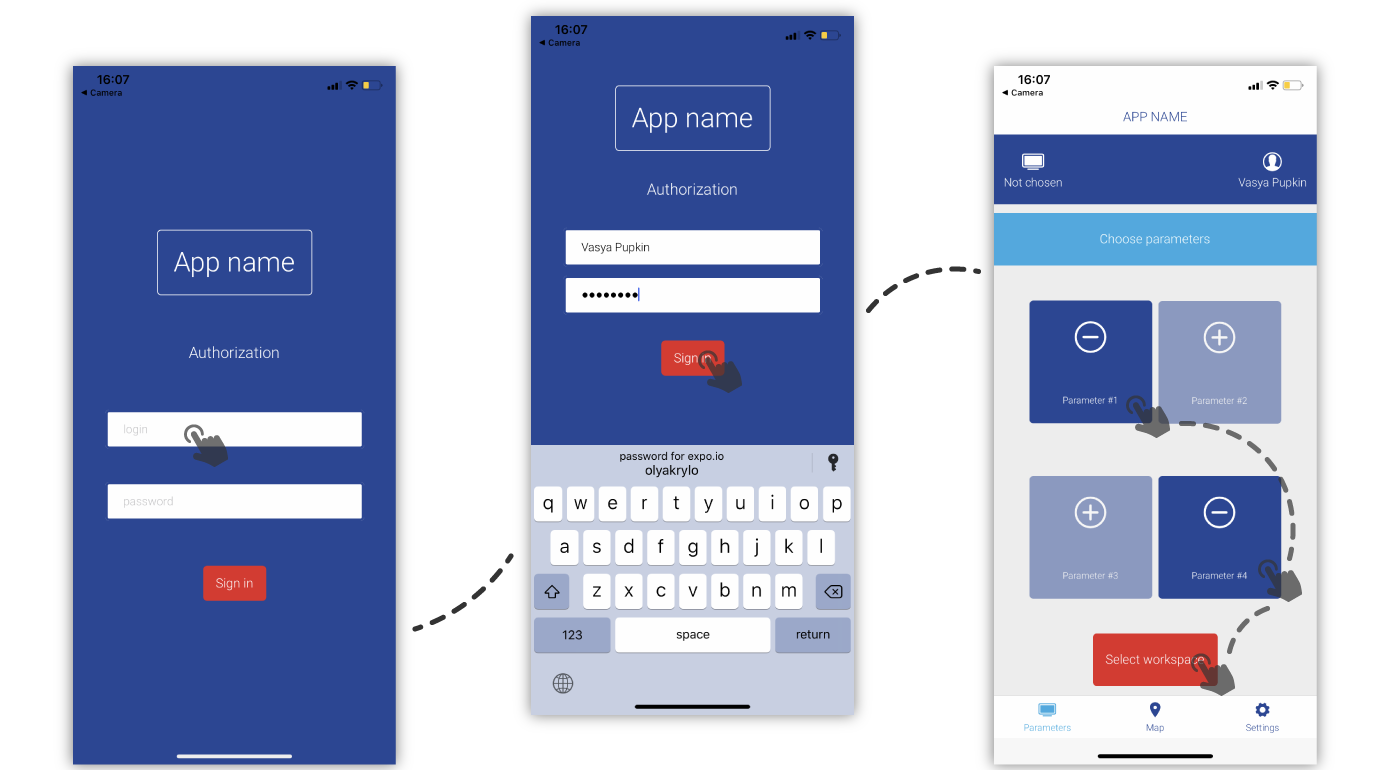 16:07
◄ Camera
App name
Authorization
login
password
Sign in
16:07
◄ Camera
App name
Authorization
Vasya Pupkin
••••••••
Sign in
password for expo.io
olyakrylo
q w e r t y u i o p
a s d f g h j k l
z x c v b n m
123 space return
16:07
◄ Camera
APP NAME
Not chosen Vasya Pupkin
Choose parameters
Parameter #1 Parameter #2
Parameter #3 Parameter #4
Select workspace
Parameters Map Settings